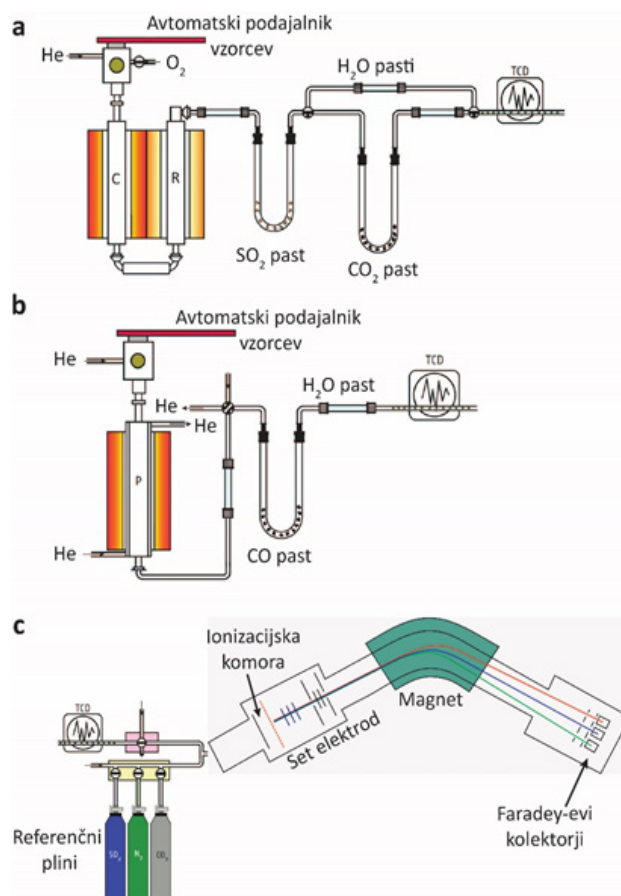 a
Avtomatski podajalnik
vzorcev
He
O₂
H₂O pasti
TCD
C
R
SO₂ past
CO₂ past
b
Avtomatski podajalnik
vzorcev
He
TCD
H₂O past
He
He
P
He
CO past
c
Ionizacijska
komora
Set elektrod
Magnet
TCD
Faradey-evi
kolektorji
Referenčni
plini
SO₂
N₂
CO₂